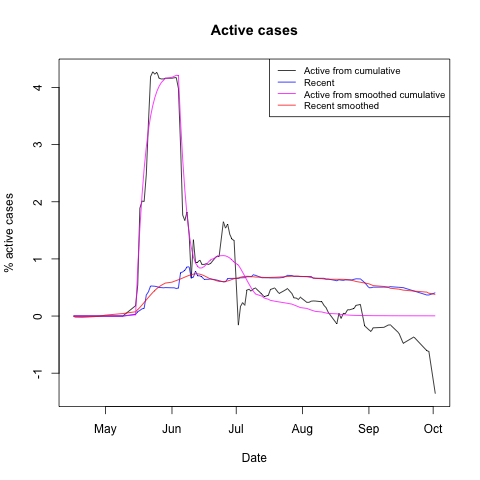 Active cases
Active from cumulative
Recent
Active from smoothed cumulative
Recent smoothed
% active cases
4
3
2
1
0
-1
May Jun Jul Aug Sep Oct
Date